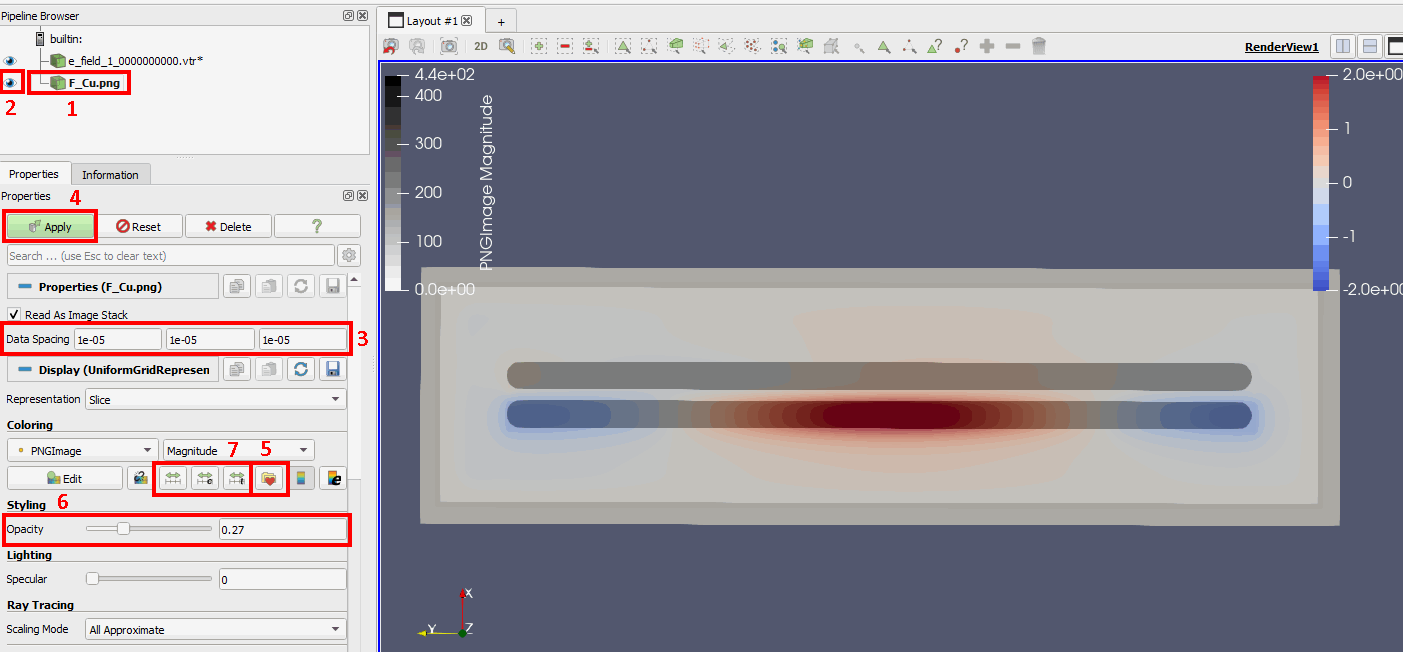 Pipeline Browser
builtin:
e_field_1_0000000000.vtr*
F_Cu.png
2
1
Properties
Information
Properties
4
Apply
Reset
Delete
?
Search ... (use Esc to clear text)
Properties (F_Cu.png)
Read As Image Stack
Data Spacing 1e-05 1e-05 1e-05
3
Display (UniformGridRepresen
Representation Slice
Coloring
PNGImage
Magnitude
7
5
Edit
Styling
6
Opacity 0.27
Lighting
Specular 0
Ray Tracing
Scaling Mode All Approximate
Layout #1
+
2D
RenderView1
4.4e+02
400
300
200
100
0.0e+00
PNGImage Magnitude
2.0e+00
1
0
-1
-2.0e+00
X
Y
Z